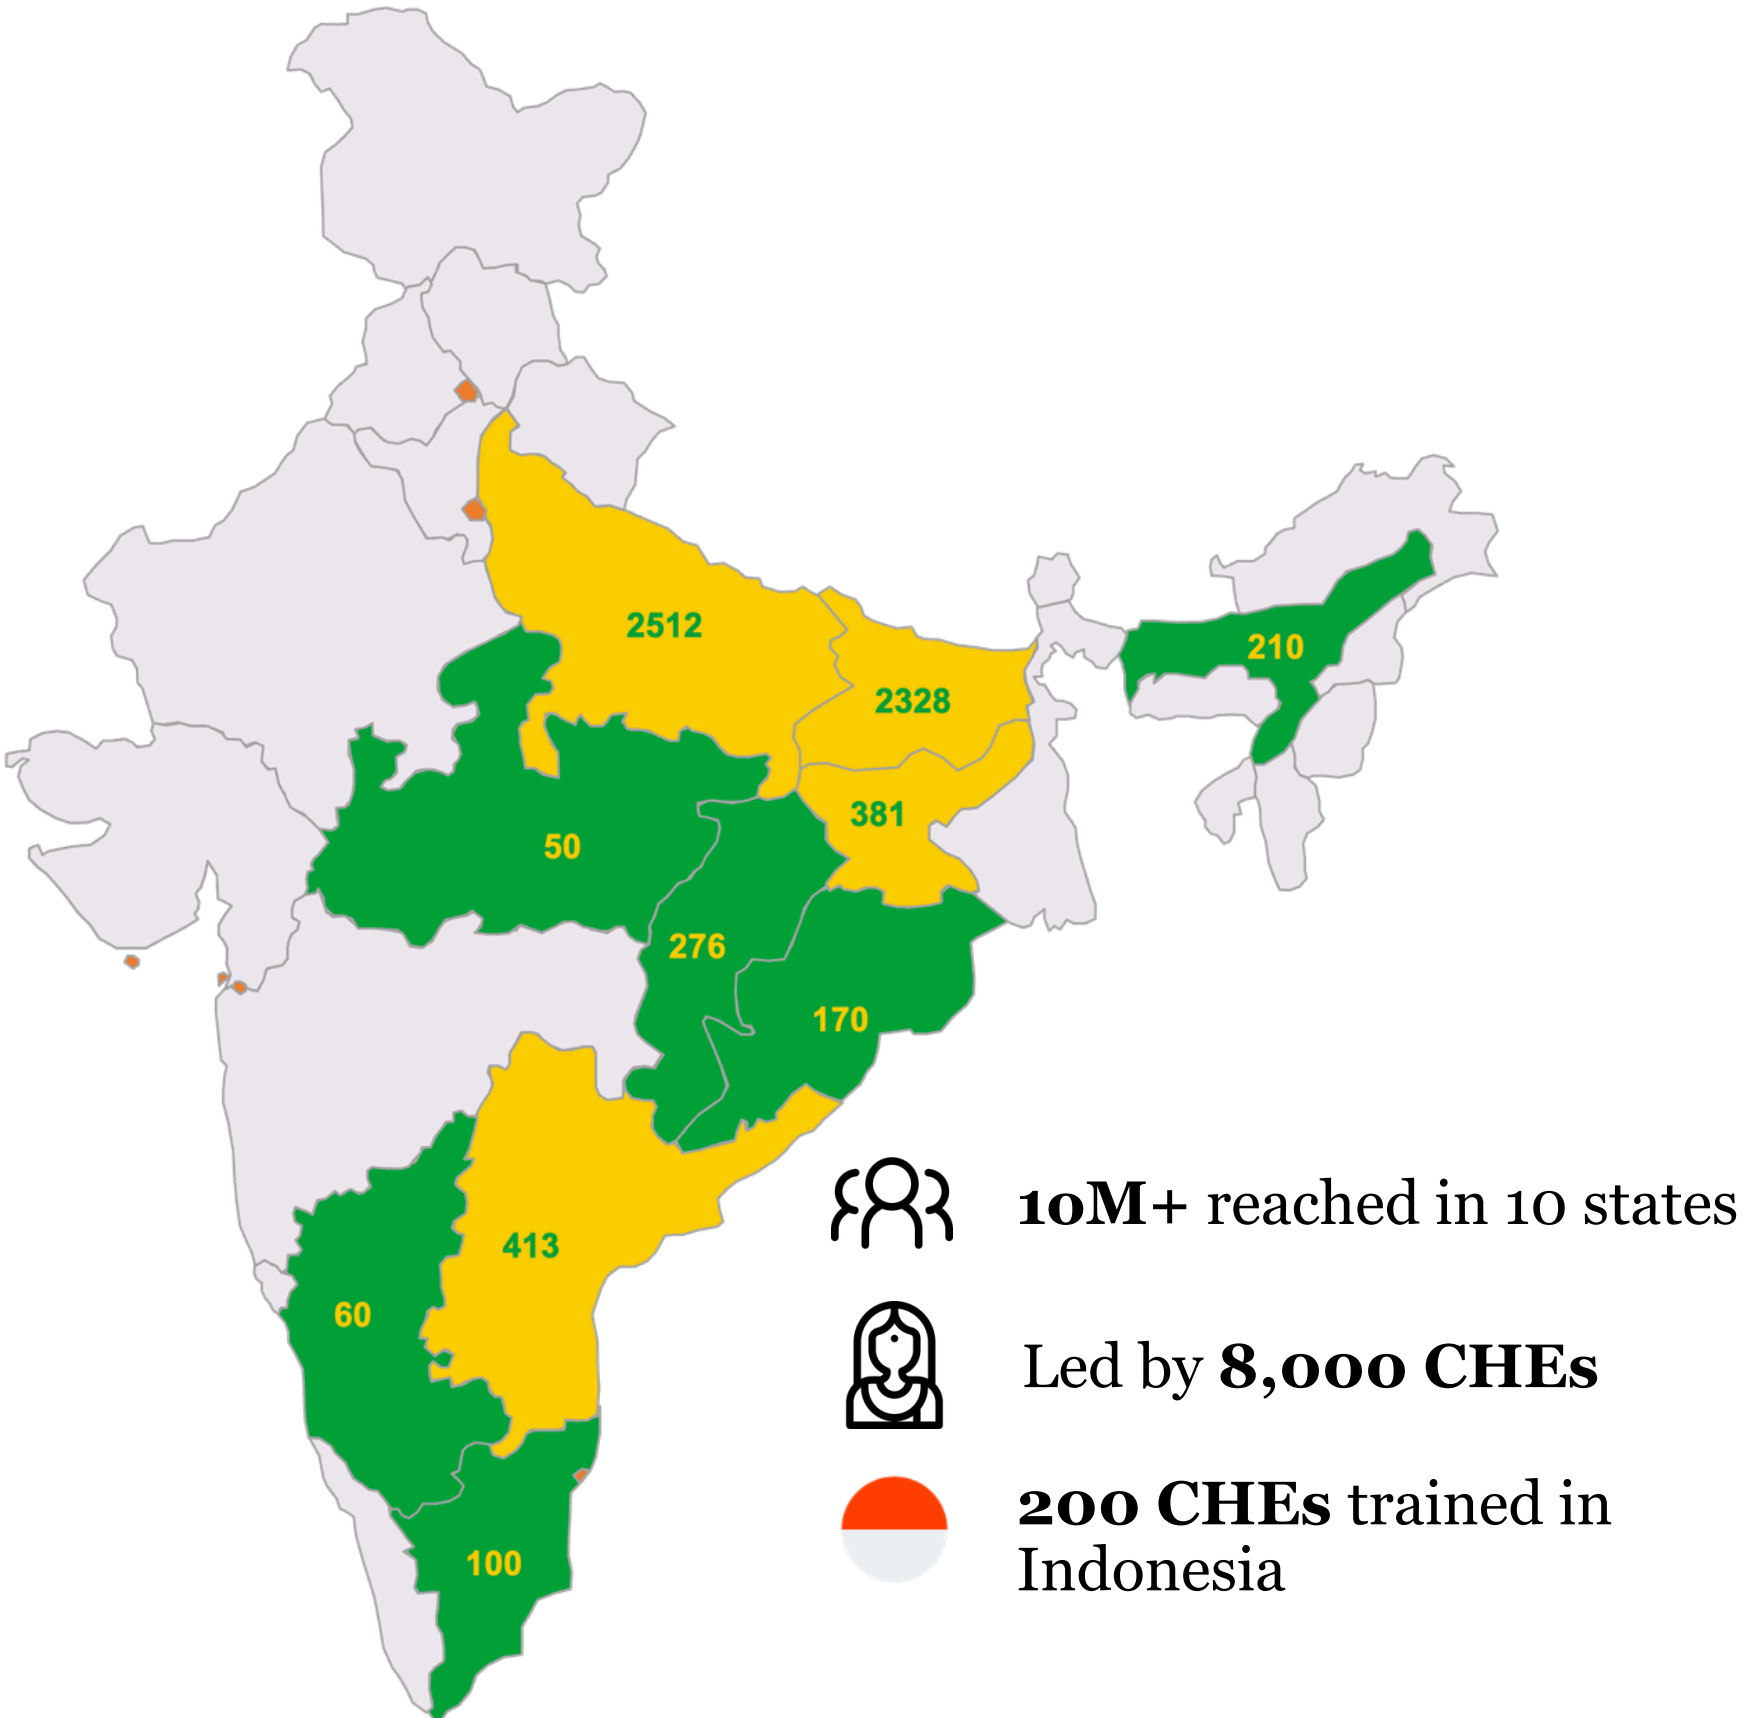 2512
210
2328
381
50
276
170
413
60
100
10M+ reached in 10 states
Led by 8,000 CHEs
200 CHEs trained in
Indonesia